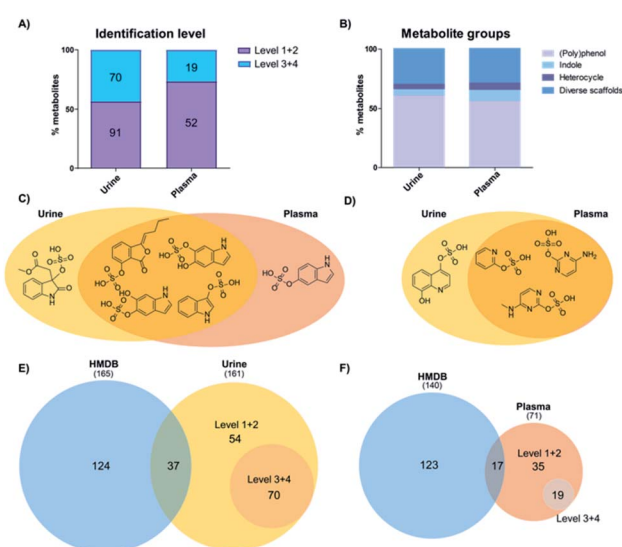 A)
Identification level
100
50
0
% metabolites
70
91
19
52
Urine
Plasma
Level 1+2
Level 3+4
B)
Metabolite groups
100
50
0
% metabolites
Urine
Plasma
(Poly)phenol
Indole
Heterocycle
Diverse scaffolds
C)
Urine
Plasma
D)
Urine
Plasma
E)
HMDB
(165)
Urine
(161)
124
37
Level 1+2
54
Level 3+4
70
F)
HMDB
(140)
Plasma
(71)
123
17
Level 1+2
35
19
Level 3+4